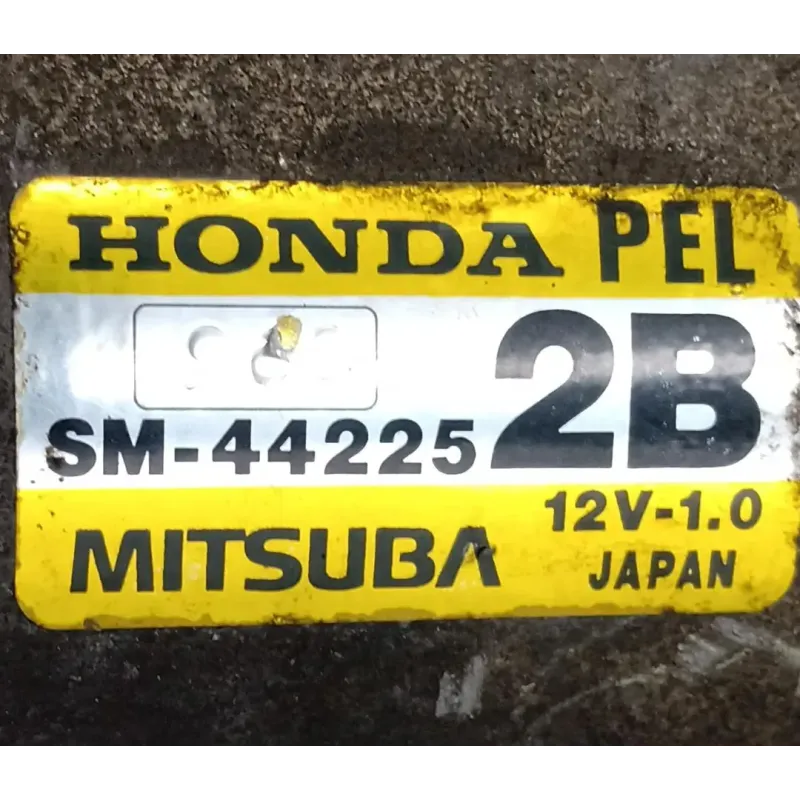 HONDA PEL
2B
SM-44225
12V-1.0
MITSUBA
JAPAN